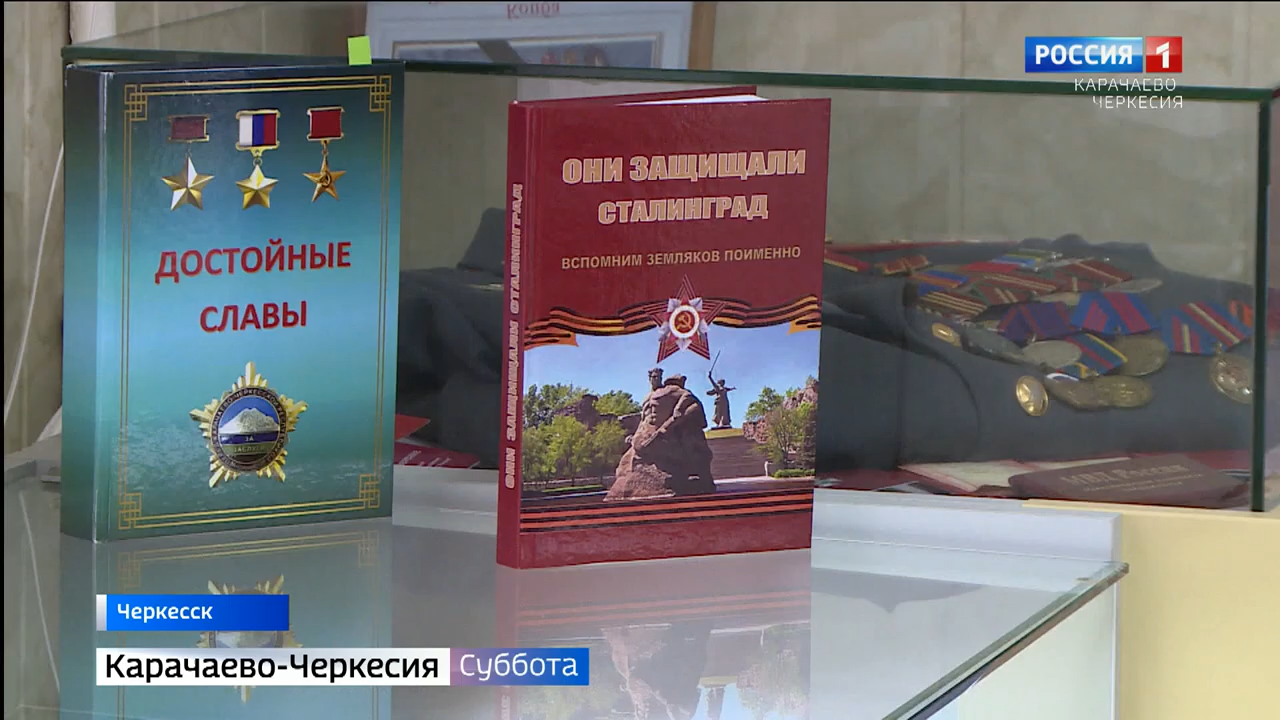 РОССИЯ 1
КАРАЧАЕВО
ЧЕРКЕСИЯ
ДОСТОЙНЫЕ
СЛАВЫ
ЗА
ОНИ ЗАЩИЩАЛИ
СТАЛИНГРАД
ВСПОМНИМ ЗЕМЛЯКОВ ПОИМЕННО
ОНИ ЗАЩИЩАЛИ СТАЛИНГРАД
Черкесск
Карачаево-Черкесия Суббота